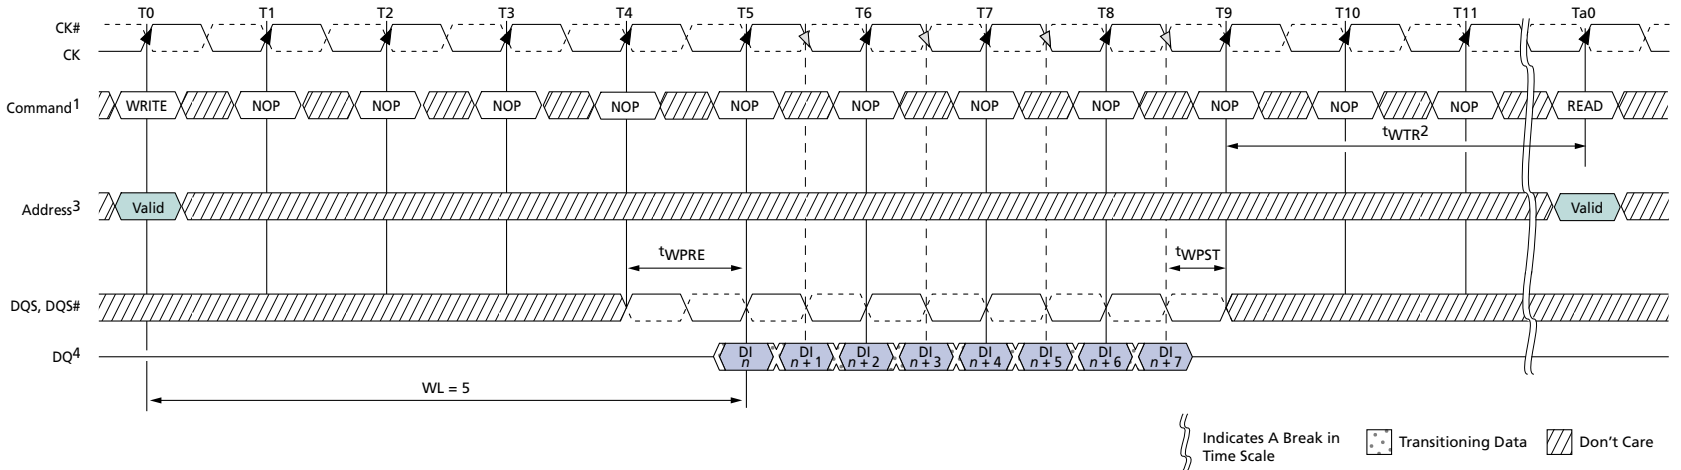 T0 T1 T2 T3 T4 T5 T6 T7 T8 T9 T10 T11 Ta0
CK#
CK
Command1 WRITE NOP NOP NOP NOP NOP NOP NOP NOP NOP NOP NOP READ
tWTR2
Address3 Valid Valid
tWPRE tWPST
DQS, DQS#
DQ4 DI n DI n + 1 DI n + 2 DI n + 3 DI n + 4 DI n + 5 DI n + 6 DI n + 7
WL = 5
Indicates A Break in
Time Scale
Transitioning Data
Don't Care